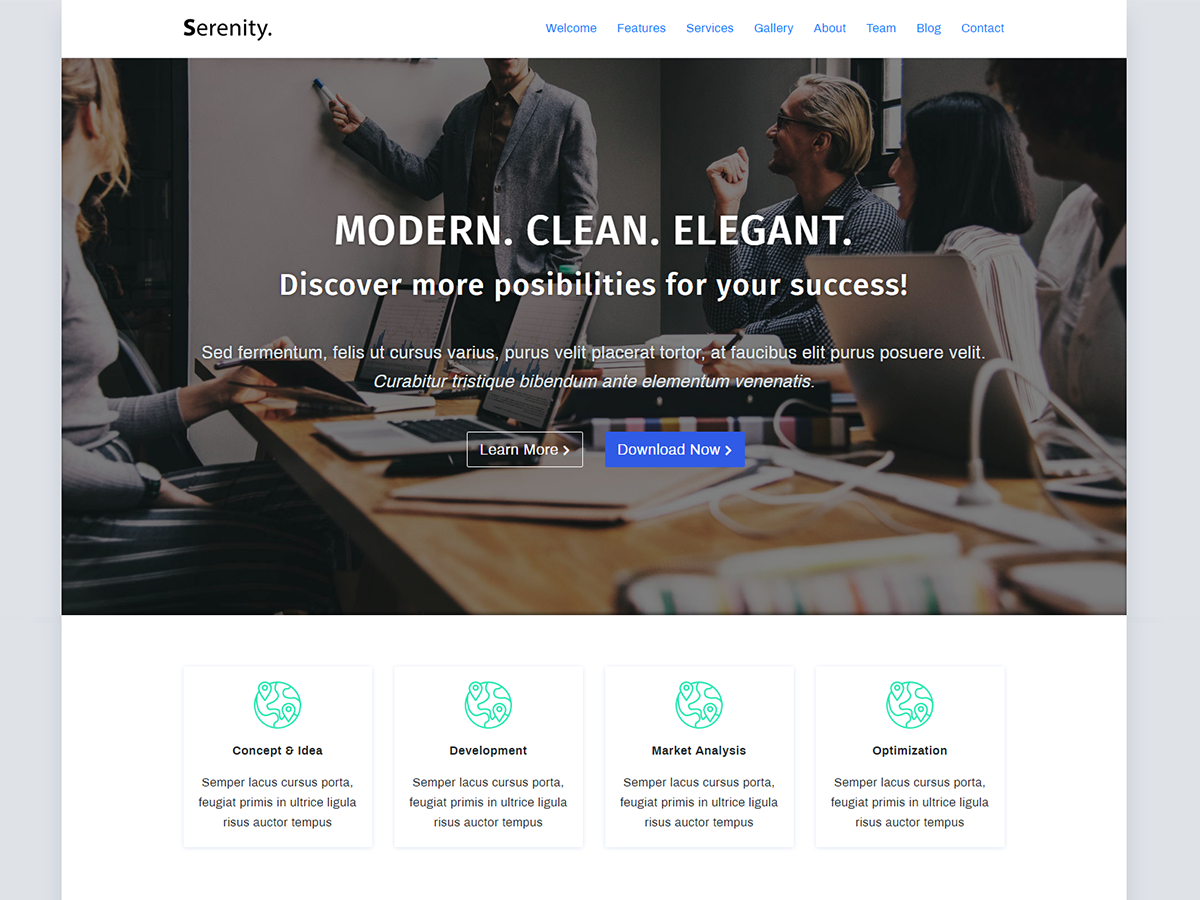 Serenity.
Welcome Features Services Gallery About Team Blog Contact
MODERN. CLEAN. ELEGANT.
Discover more posibilities for your success!
Sed fermentum, felis ut cursus varius, purus velit placerat tortor, at faucibus elit purus posuere velit.
Curabitur tristique bibendum ante elementum venenatis.
Learn More
Download Now
Concept & Idea
Semper lacus cursus porta,
feugiat primis in ultrice ligula
risus auctor tempus
Development
Semper lacus cursus porta,
feugiat primis in ultrice ligula
risus auctor tempus
Market Analysis
Semper lacus cursus porta,
feugiat primis in ultrice ligula
risus auctor tempus
Optimization
Semper lacus cursus porta,
feugiat primis in ultrice ligula
risus auctor tempus